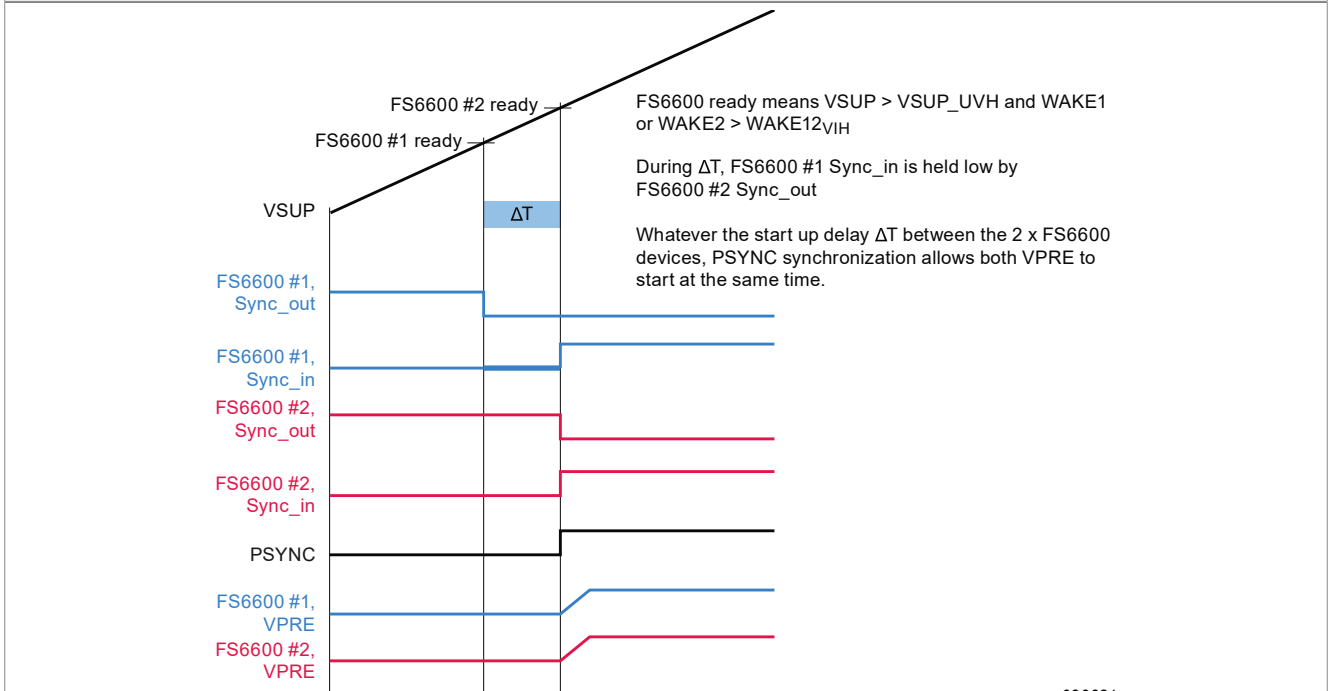 FS6600 #2 ready
FS6600 #1 ready
FS6600 ready means VSUP > VSUP_UVH and WAKE1
or WAKE2 > WAKE12VIH
During ΔT, FS6600 #1 Sync_in is held low by
FS6600 #2 Sync_out
Whatever the start up delay ΔT between the 2 x FS6600
devices, PSYNC synchronization allows both VPRE to
start at the same time.
VSUP
ΔT
FS6600 #1,
Sync_out
FS6600 #1,
Sync_in
FS6600 #2,
Sync_out
FS6600 #2,
Sync_in
PSYNC
FS6600 #1,
VPRE
FS6600 #2,
VPRE